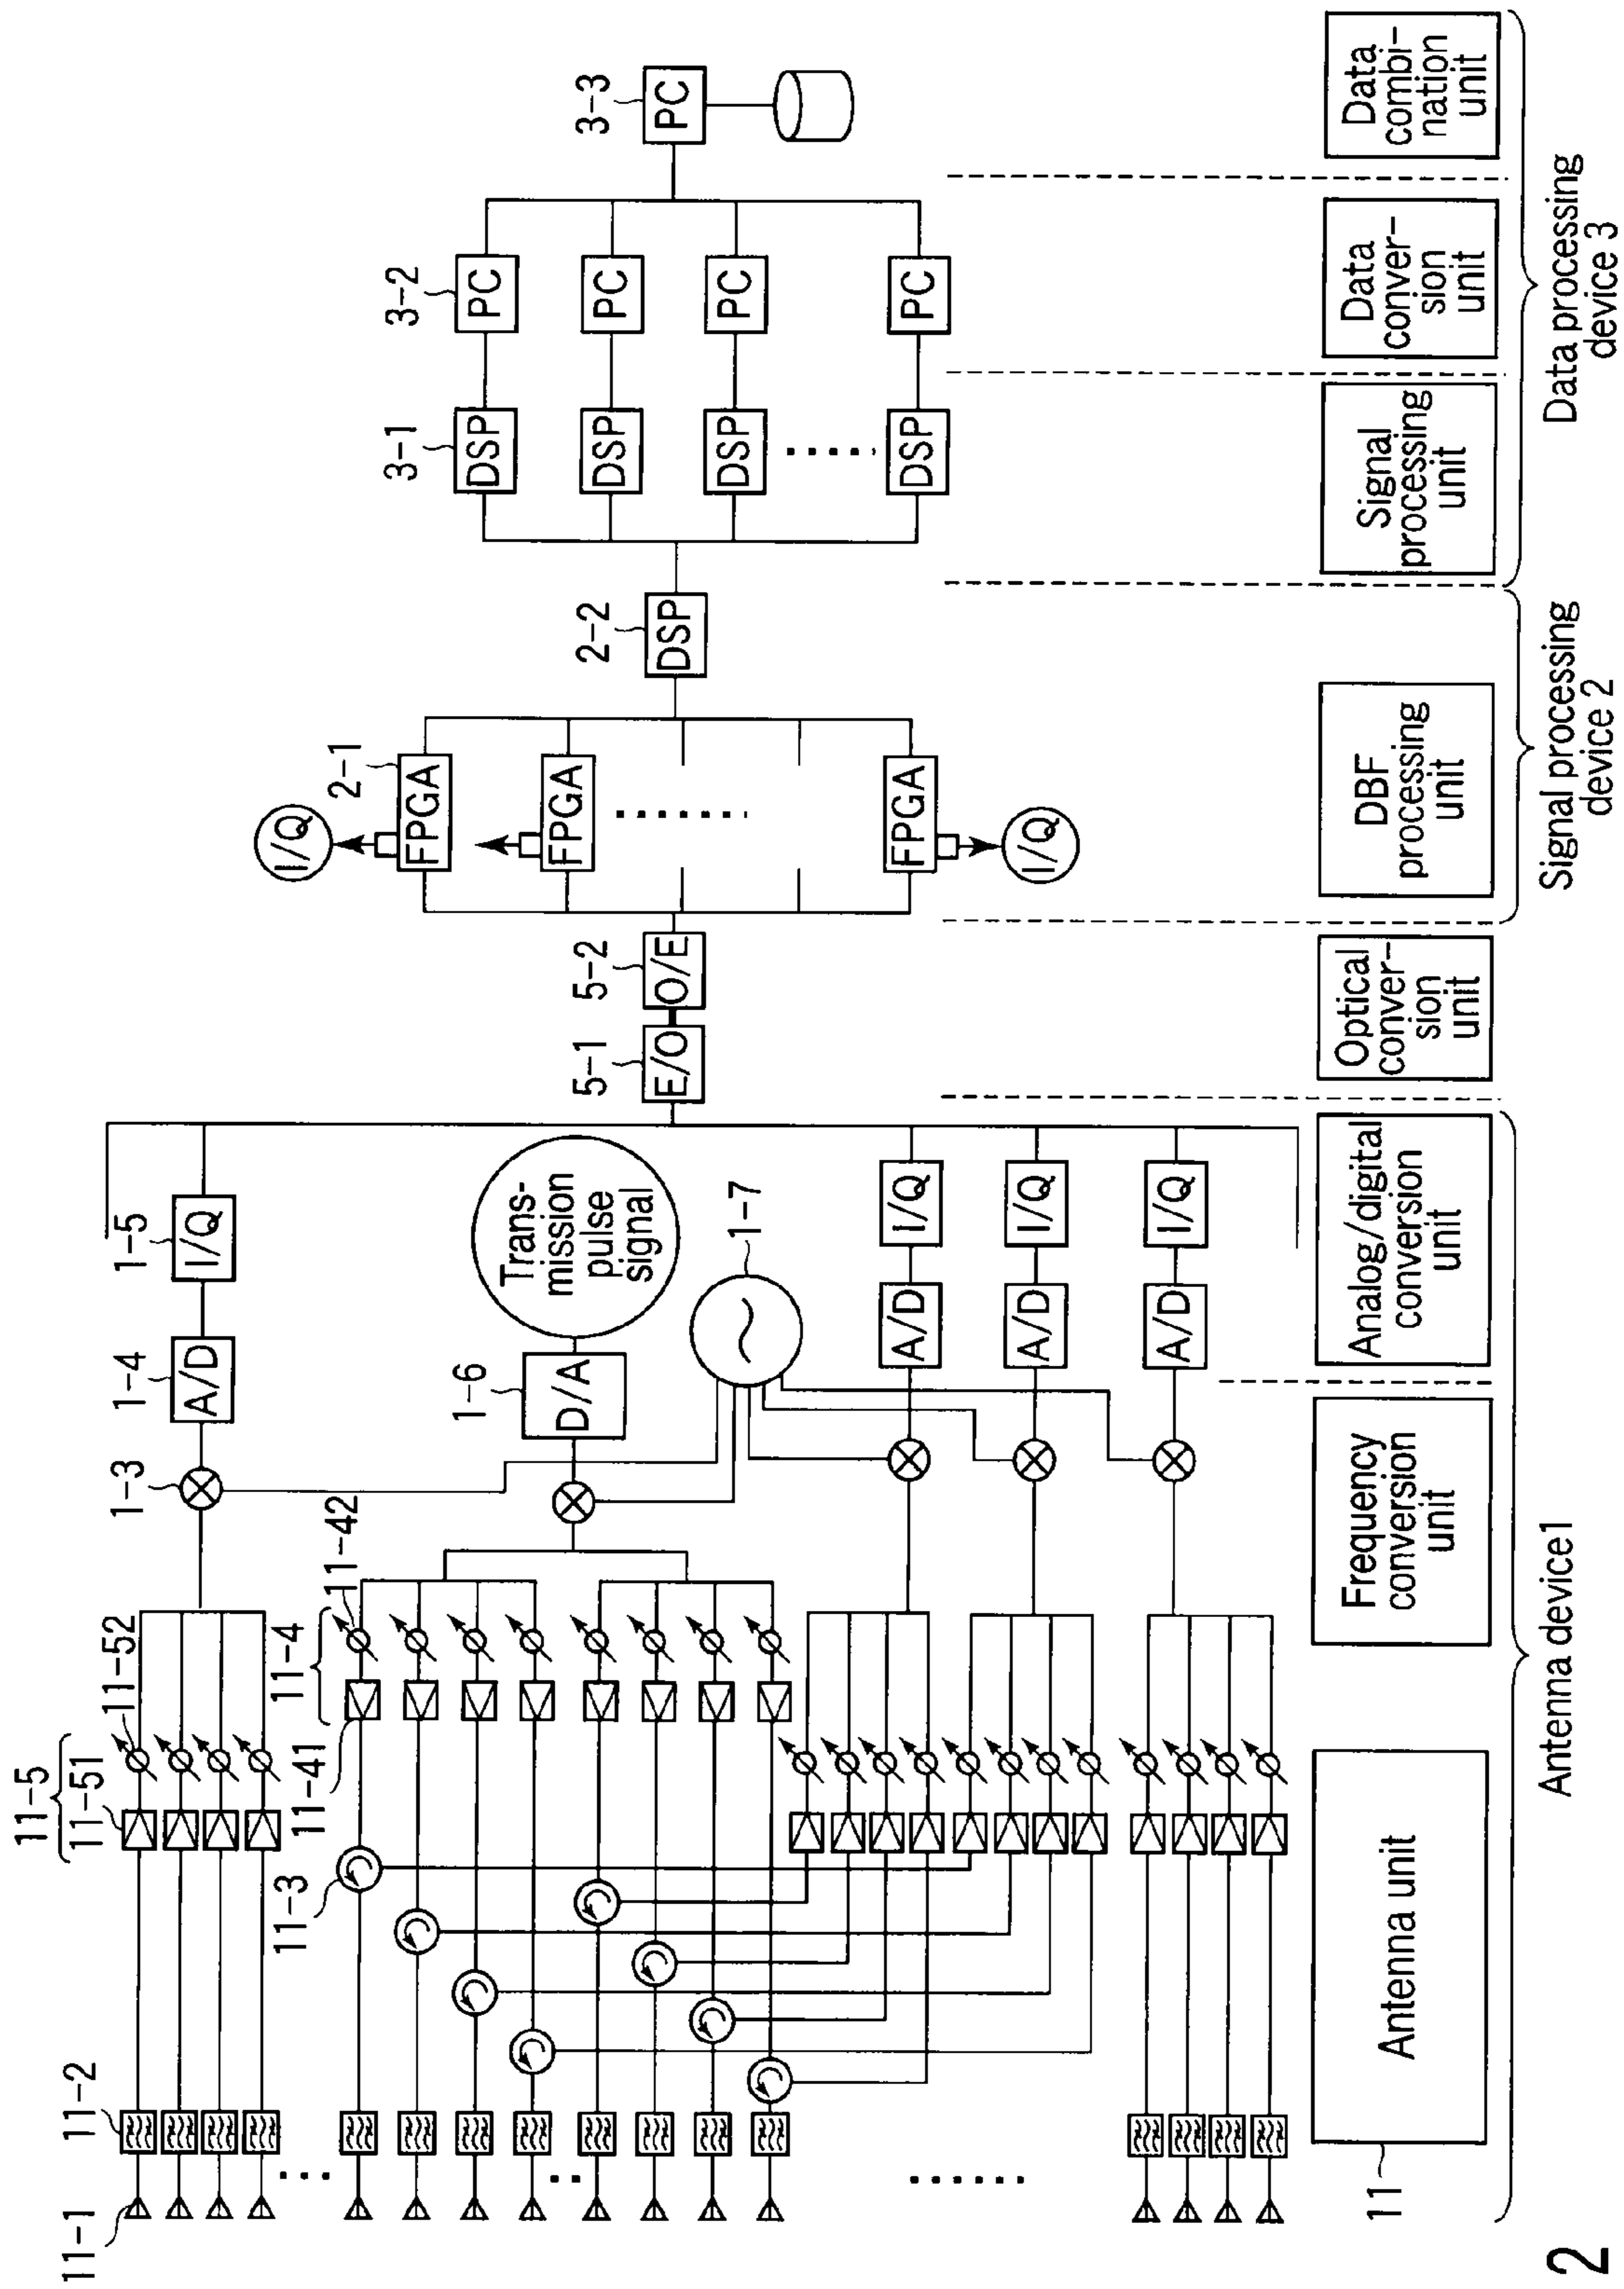 11-1
11-2
11-5
11-51
11-52
1-3
1-4
A/D
1-5
I/Q
11-3
11-41
11-4
11-42
1-6
D/A
Trans-
mission
pulse
signal
1-7
A/D
I/Q
A/D
I/Q
A/D
I/Q
5-1
E/O
5-2
O/E
I/Q
2-1
FPGA
FPGA
FPGA
I/Q
2-2
DSP
3-1
DSP
DSP
DSP
DSP
3-2
PC
PC
PC
PC
3-3
PC
11
Antenna unit
Frequency
conversion
unit
Analog/digital
conversion
unit
Optical
conver-
sion
unit
DBF
processing
unit
Signal
processing
unit
Data
conver-
sion
unit
Data
combi-
nation
unit
Antenna device1
Signal processing
device 2
Data processing
device 3
2